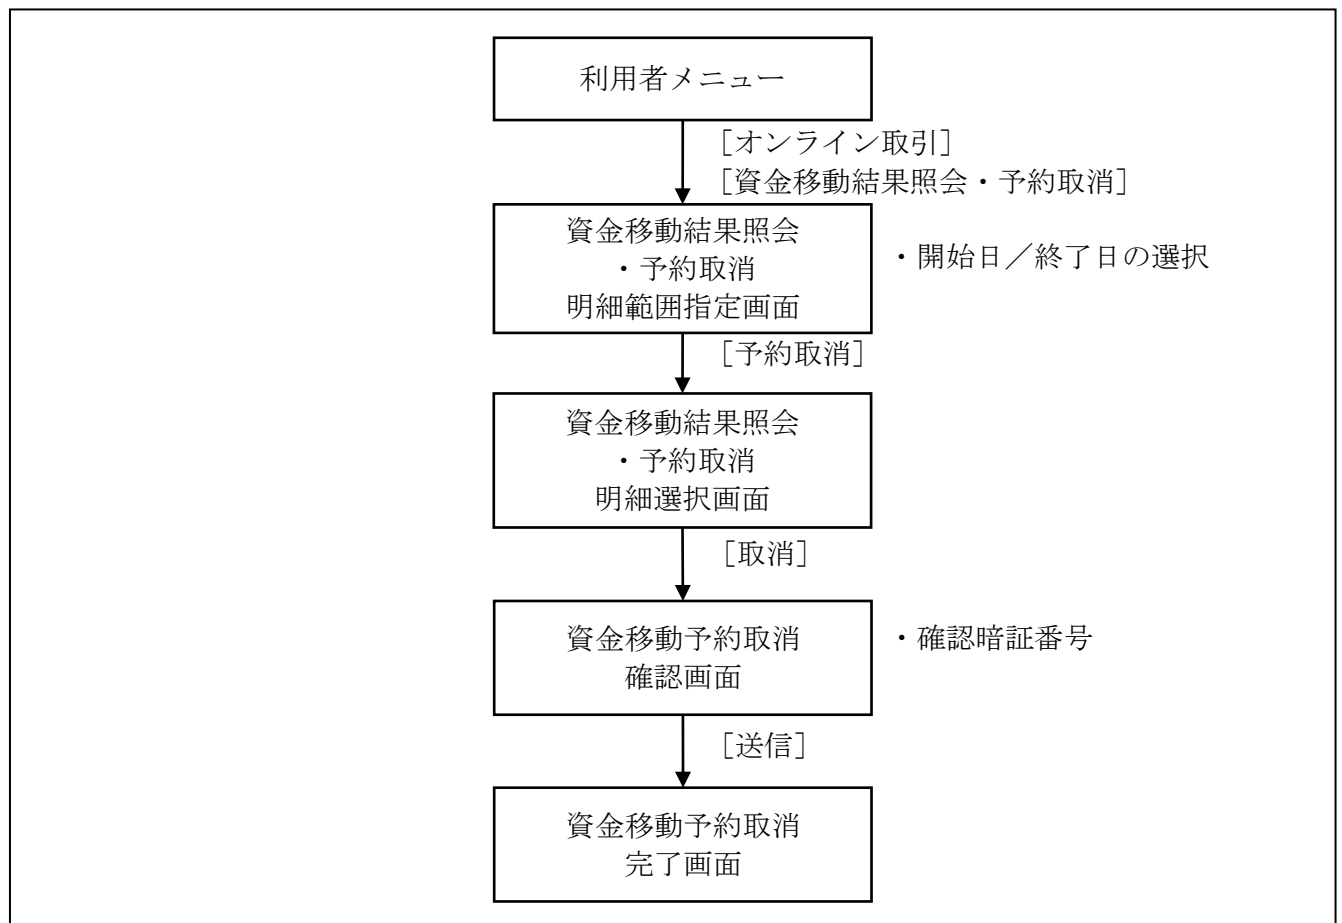 利用者メニュー
[オンライン取引]
[資金移動結果照会・予約取消]
資金移動結果照会
・予約取消
明細範囲指定画面
・開始日／終了日の選択
[予約取消]
資金移動結果照会
・予約取消
明細選択画面
[取消]
資金移動予約取消
確認画面
・確認暗証番号
[送信]
資金移動予約取消
完了画面